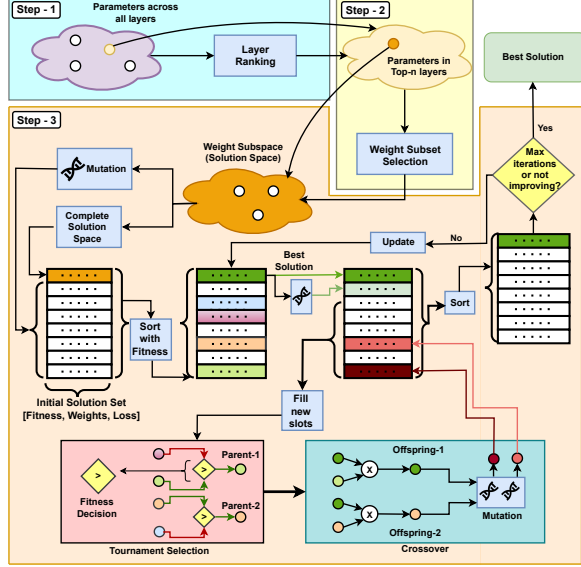 Step - 1
Parameters across
all layers
Layer
Ranking
Step - 2
Parameters in
Top-n layers
Weight Subset
Selection
Best Solution
Yes
Max
iterations
or not
improving?
No
Update
Step - 3
Weight Subspace
(Solution Space)
Mutation
Complete
Solution
Space
Best
Solution
Sort
with
Fitness
Sort
Initial Solution Set
[Fitness, Weights, Loss]
Fill
new
slots
Parent-1
>
>
Fitness
Decision
Parent-2
>
Tournament Selection
Offspring-1
X
X
Offspring-2
Mutation
Crossover